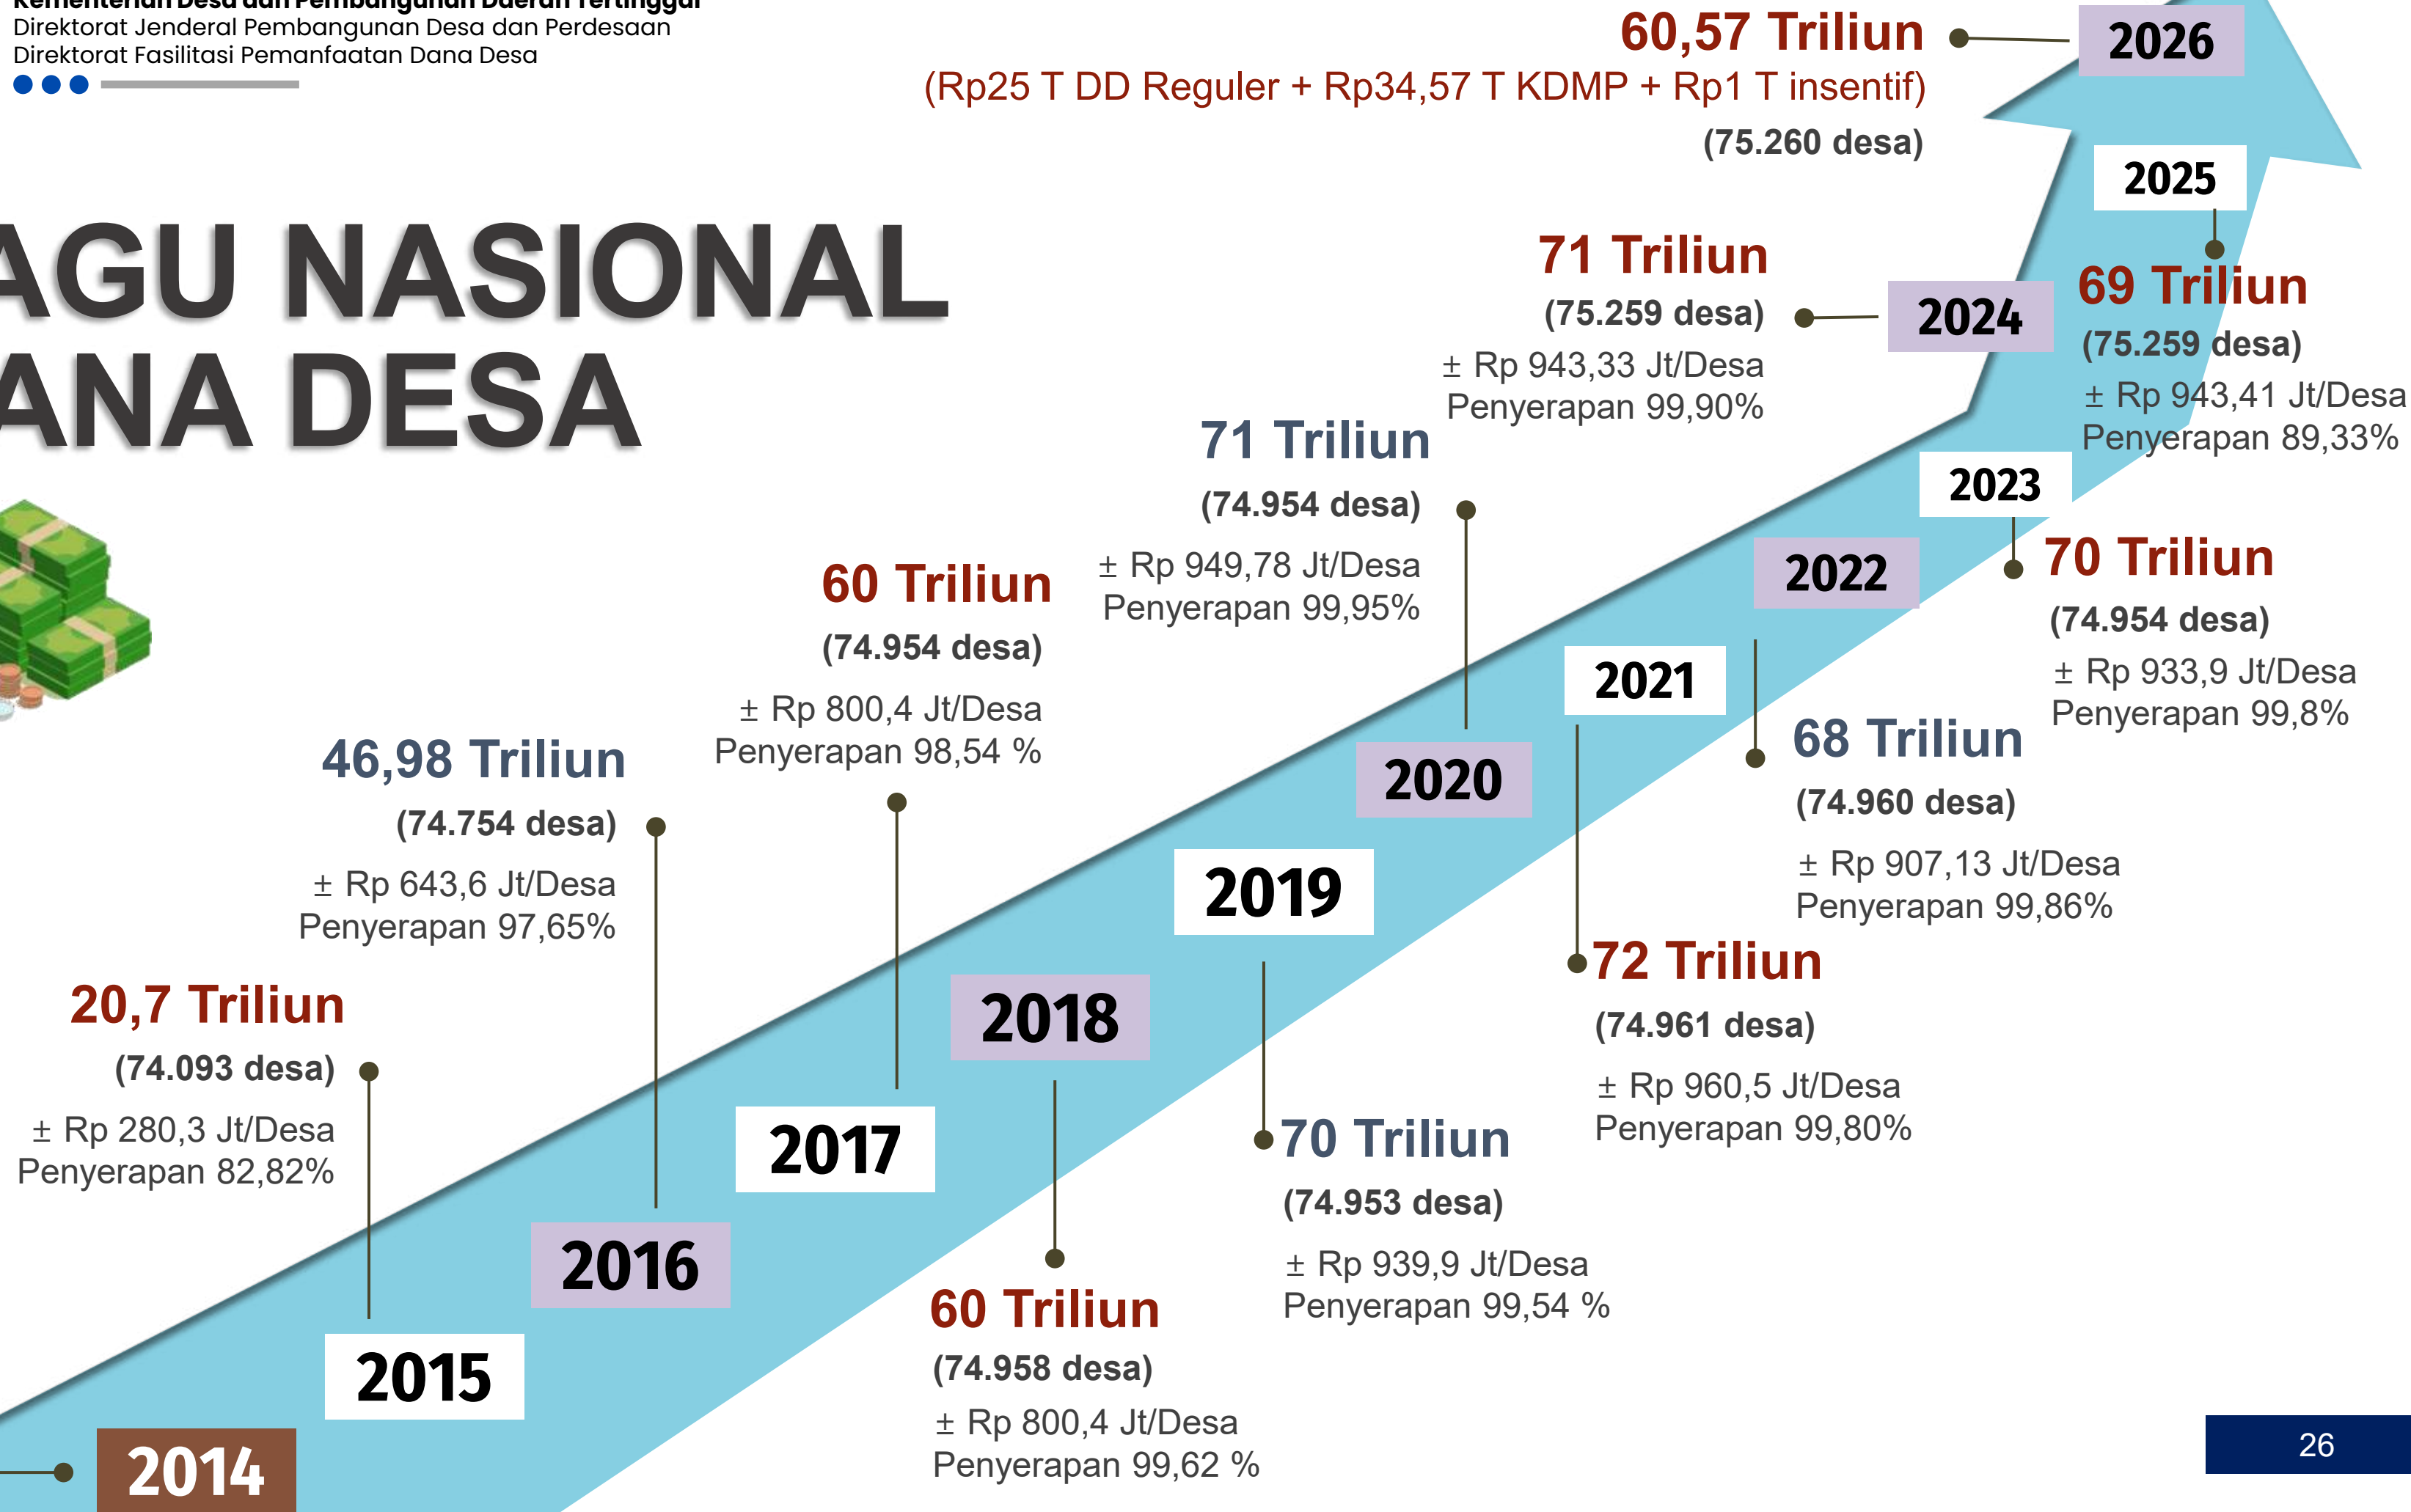 Kementerian Desa dan Pembangunan Daerah Tertinggal
Direktorat Jenderal Pembangunan Desa dan Perdesaan
Direktorat Fasilitasi Pemanfaatan Dana Desa
AGU NASIONAL
ANA DESA
2014
20,7 Triliun
(74.093 desa)
± Rp 280,3 Jt/Desa
Penyerapan 82,82%
2015
46,98 Triliun
(74.754 desa)
± Rp 643,6 Jt/Desa
Penyerapan 97,65%
2016
60 Triliun
(74.954 desa)
± Rp 800,4 Jt/Desa
Penyerapan 98,54 %
2017
2018
60 Triliun
(74.958 desa)
± Rp 800,4 Jt/Desa
Penyerapan 99,62 %
2019
70 Triliun
(74.953 desa)
± Rp 939,9 Jt/Desa
Penyerapan 99,54 %
71 Triliun
(74.954 desa)
± Rp 949,78 Jt/Desa
Penyerapan 99,95%
2020
2021
72 Triliun
(74.961 desa)
± Rp 960,5 Jt/Desa
Penyerapan 99,80%
2022
68 Triliun
(74.960 desa)
± Rp 907,13 Jt/Desa
Penyerapan 99,86%
2023
70 Triliun
(74.954 desa)
± Rp 933,9 Jt/Desa
Penyerapan 99,8%
71 Triliun
(75.259 desa)
± Rp 943,33 Jt/Desa
Penyerapan 99,90%
2024
2025
69 Triliun
(75.259 desa)
± Rp 943,41 Jt/Desa
Penyerapan 89,33%
60,57 Triliun
(Rp25 T DD Reguler + Rp34,57 T KDMP + Rp1 T insentif)
(75.260 desa)
2026
26